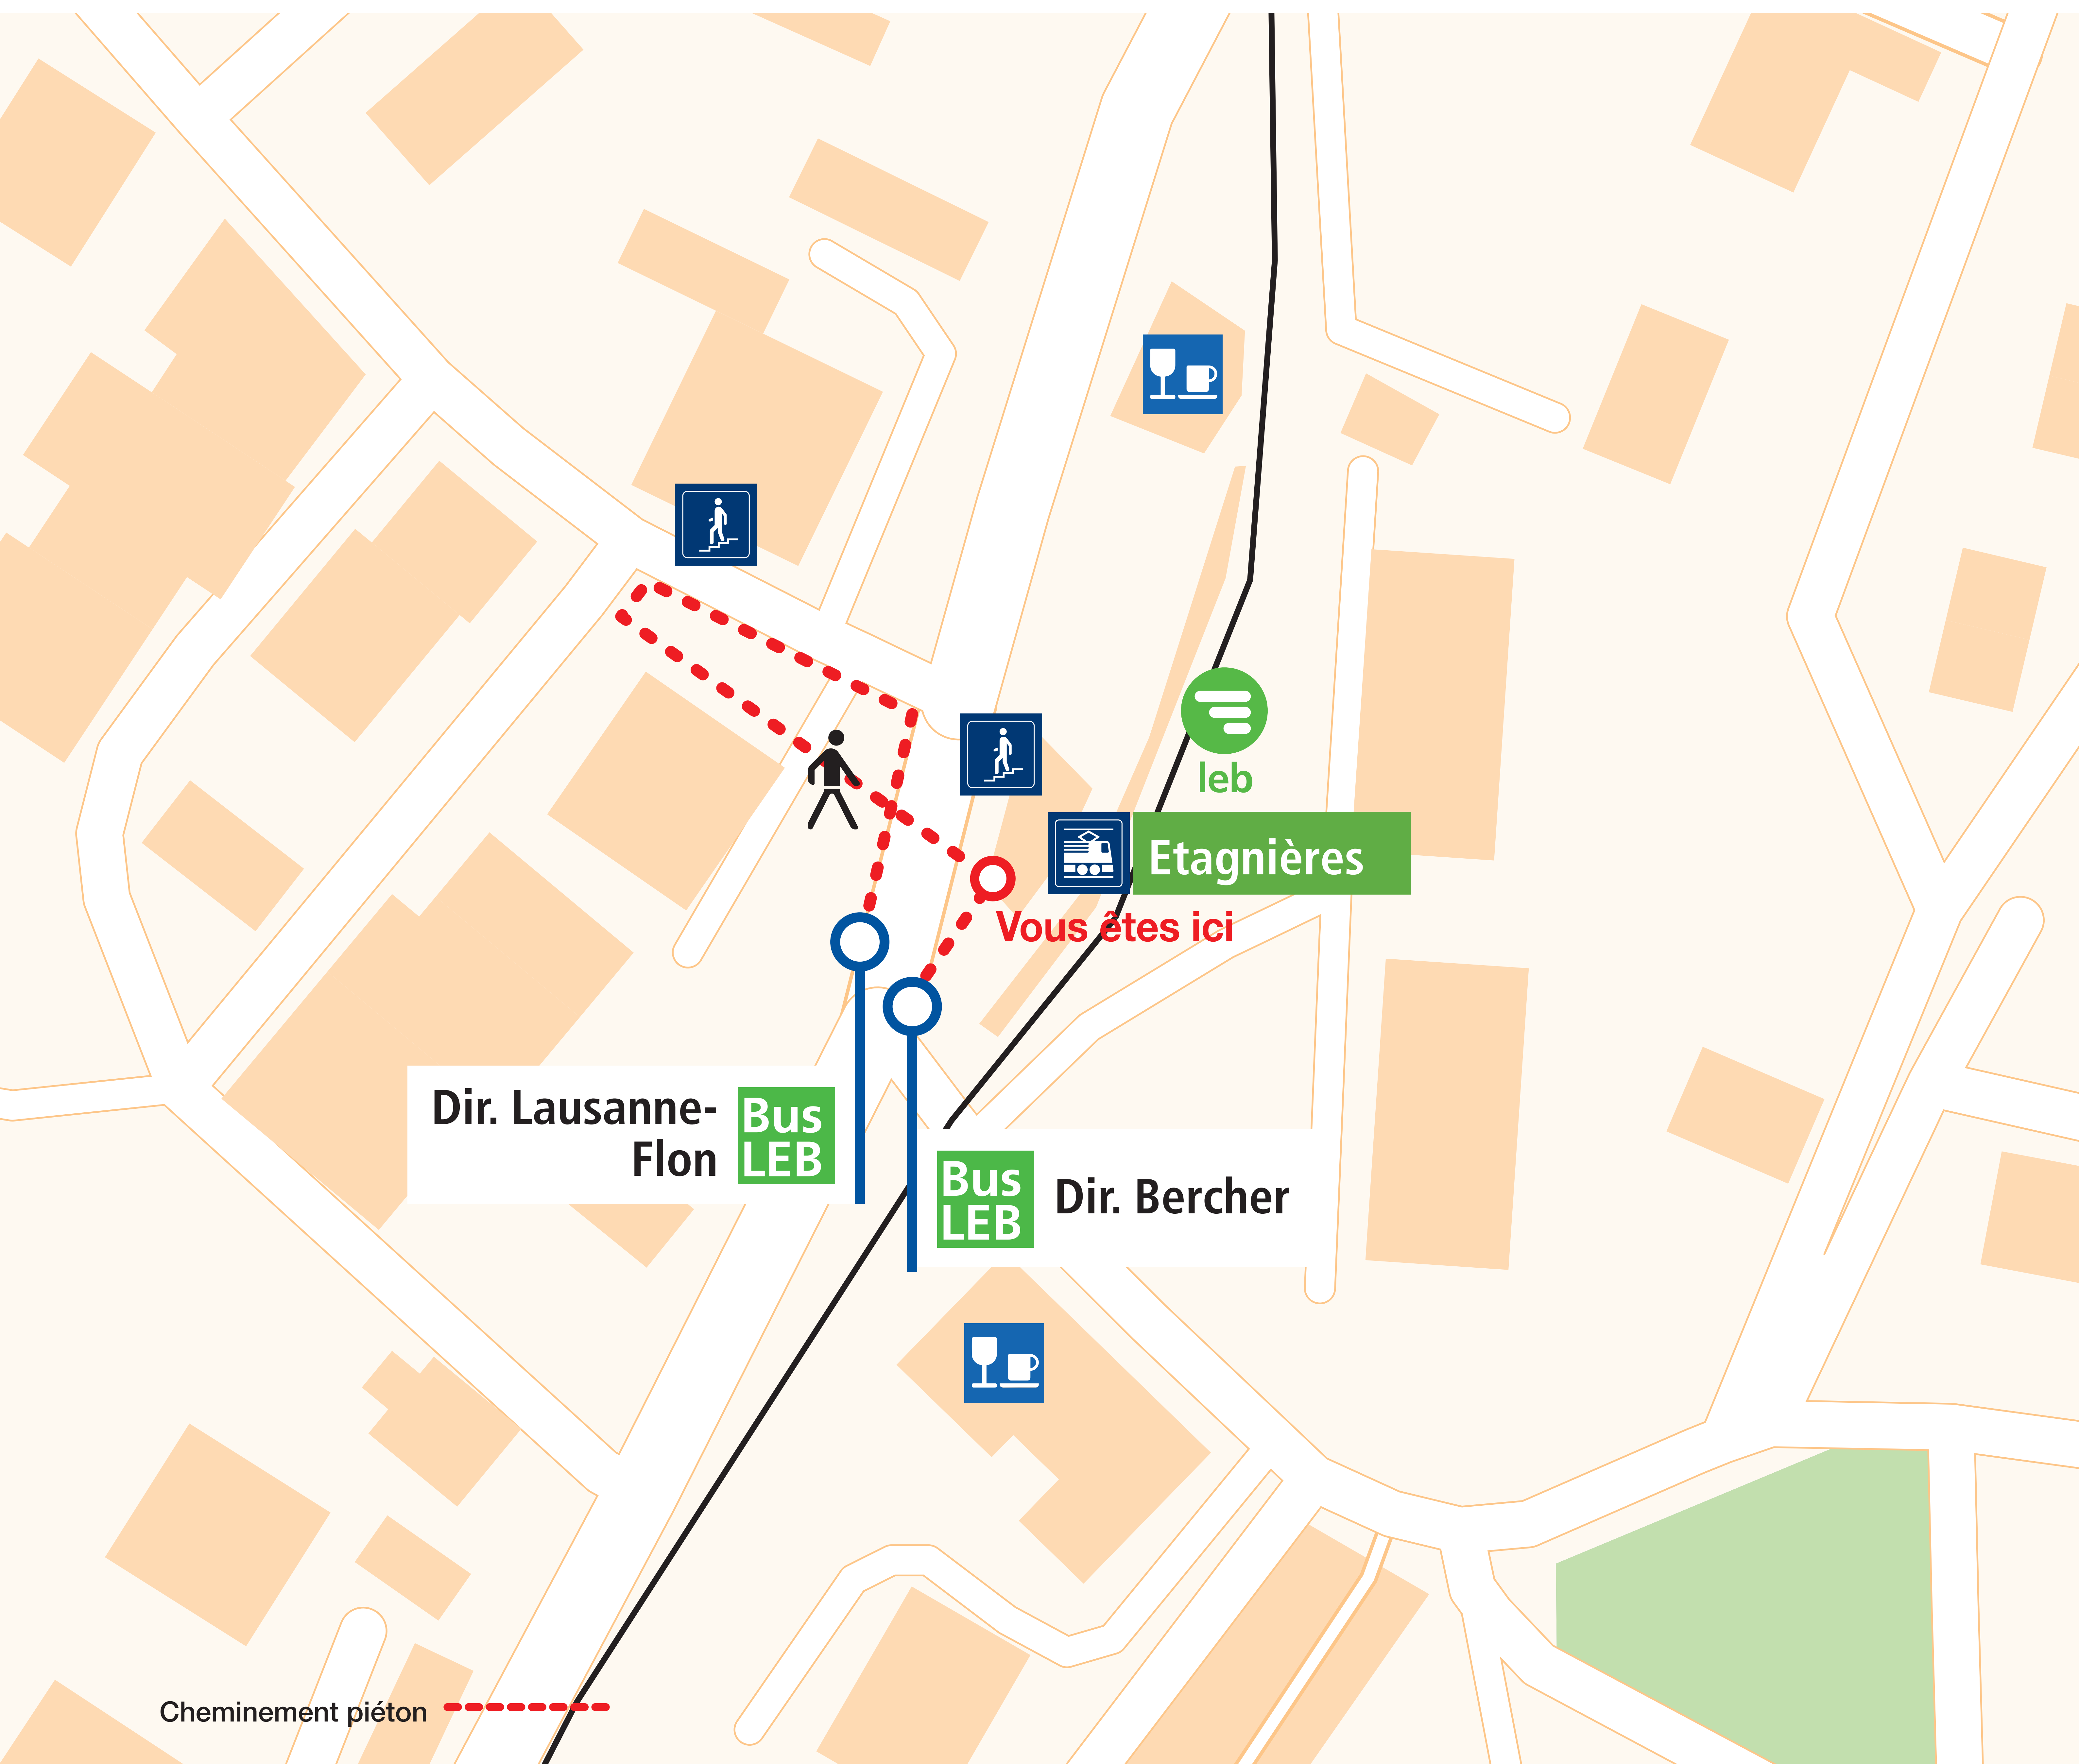 leb
Etagnières
Vous êtes ici
Dir. Lausanne-
Flon
Bus
LEB
Bus
LEB
Dir. Bercher
Cheminement piéton